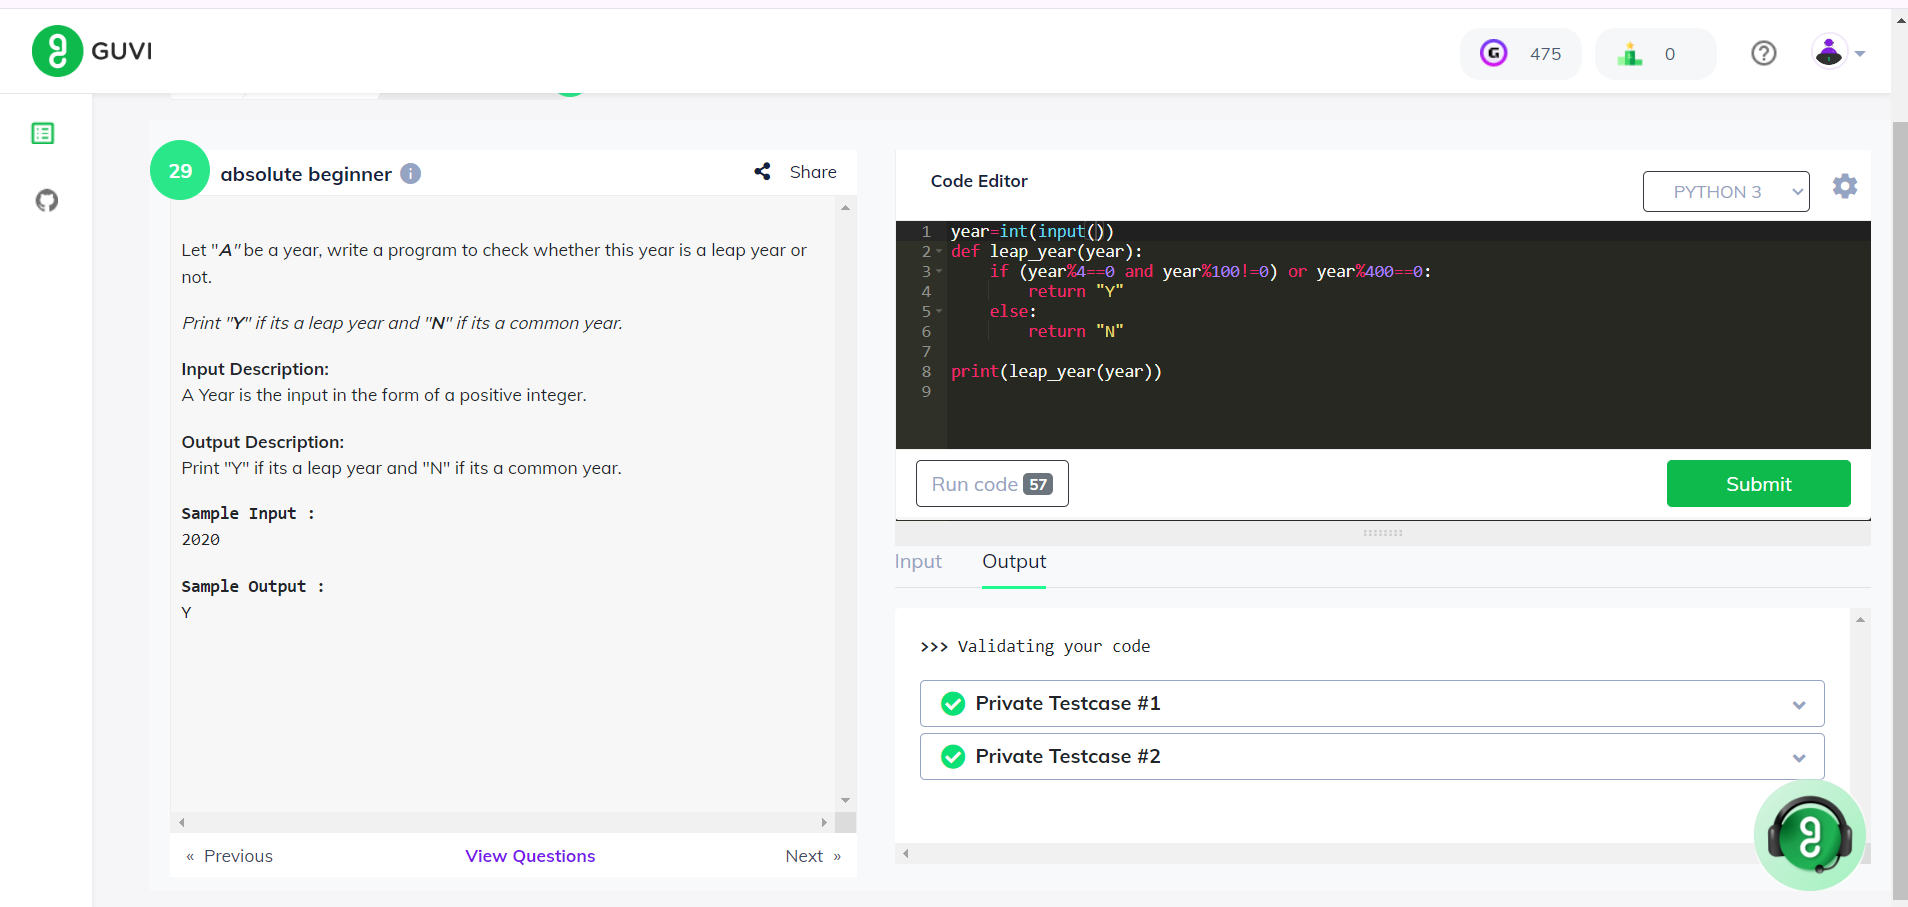 GUVI
475
0
29
absolute beginner
Share
Let "A" be a year, write a program to check whether this year is a leap year or
not.
Print "Y" if its a leap year and "N" if its a common year.
Input Description:
A Year is the input in the form of a positive integer.
Output Description:
Print "Y" if its a leap year and "N" if its a common year.
Sample Input :
2020
Sample Output :
Y
« Previous
View Questions
Next »
Code Editor
PYTHON 3
1 year=int(input())
2 def leap_year(year):
3     if (year%4==0 and year%100!=0) or year%400==0:
4         return "Y"
5     else:
6         return "N"
7
8 print(leap_year(year))
9
Run code 57
Submit
Input
Output
>>> Validating your code
Private Testcase #1
Private Testcase #2